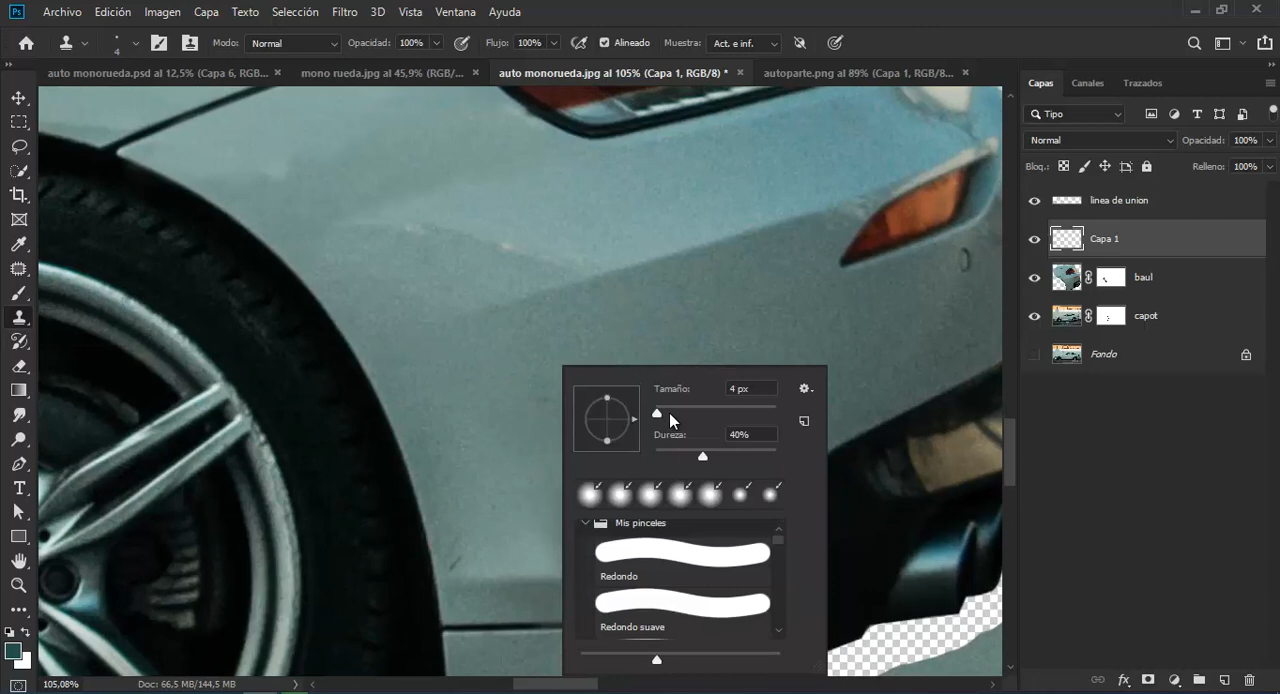 Ps Archivo Edición Imagen Capa Texto Selección Filtro 3D Vista Ventana Ayuda
4 Modo: Normal Opacidad: 100% Flujo: 100% Alineado Muestra: Act. e inf.
auto monorueda.psd al 12,5% (Capa 6, RGB/8... × mono rueda.jpg al 45,9% (RGB/... × auto monorueda.jpg al 105% (Capa 1, RGB/8) * × autoparte.png al 89% (Capa 1, RGB/8... ×
Capas Canales Trazados
Tipo
Normal Opacidad: 100%
Bloq.: Relleno: 100%
linea de union
Capa 1
baul
capot
Fondo
Tamaño: 4 px
Dureza: 40%
Mis pinceles
Redondo
Redondo suave
105,08% Doc: 66,5 MB/144,5 MB
fx